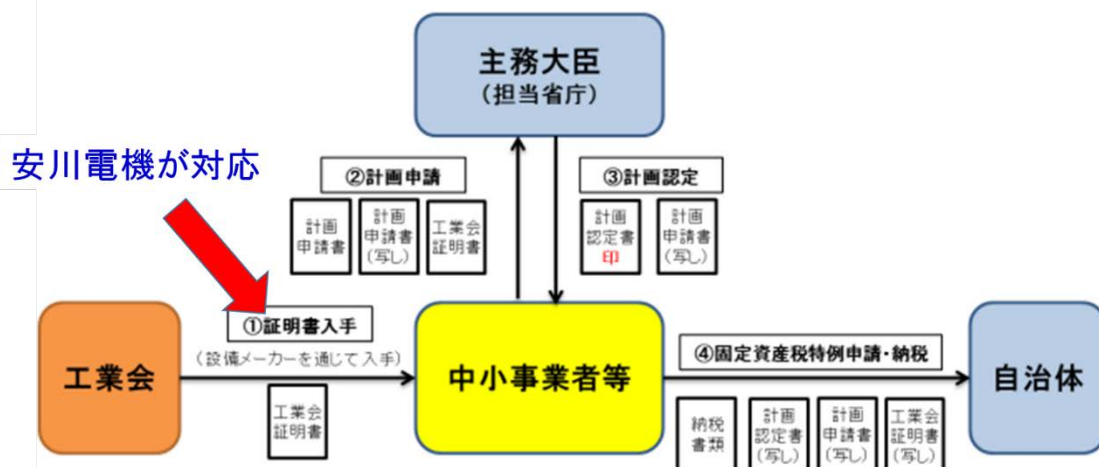 主務大臣
(担当省庁)
安川電機が対応
②計画申請
計画
申請書
計画
申請書
(写し)
工業会
証明書
③計画認定
計画
認定書
印
計画
申請書
(写し)
工業会
①証明書入手
(設備メーカーを通じて入手)
工業会
証明書
中小事業者等
④固定資産税特例申請・納税
納税
書類
計画
認定書
(写し)
計画
申請書
(写し)
工業会
証明書
(写し)
自治体